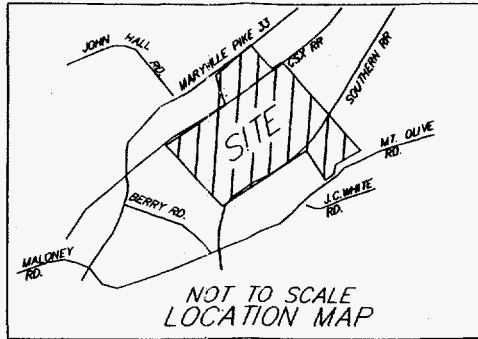 JOHN HALL
RD.
MARYVILLE PIKE 33
CSX RR
SOUTHERN RR
SITE
MT. OLIVE
RD.
J.C. WHITE
RD.
BERRY RD.
MALONEY
RD.
NOT TO SCALE
LOCATION MAP